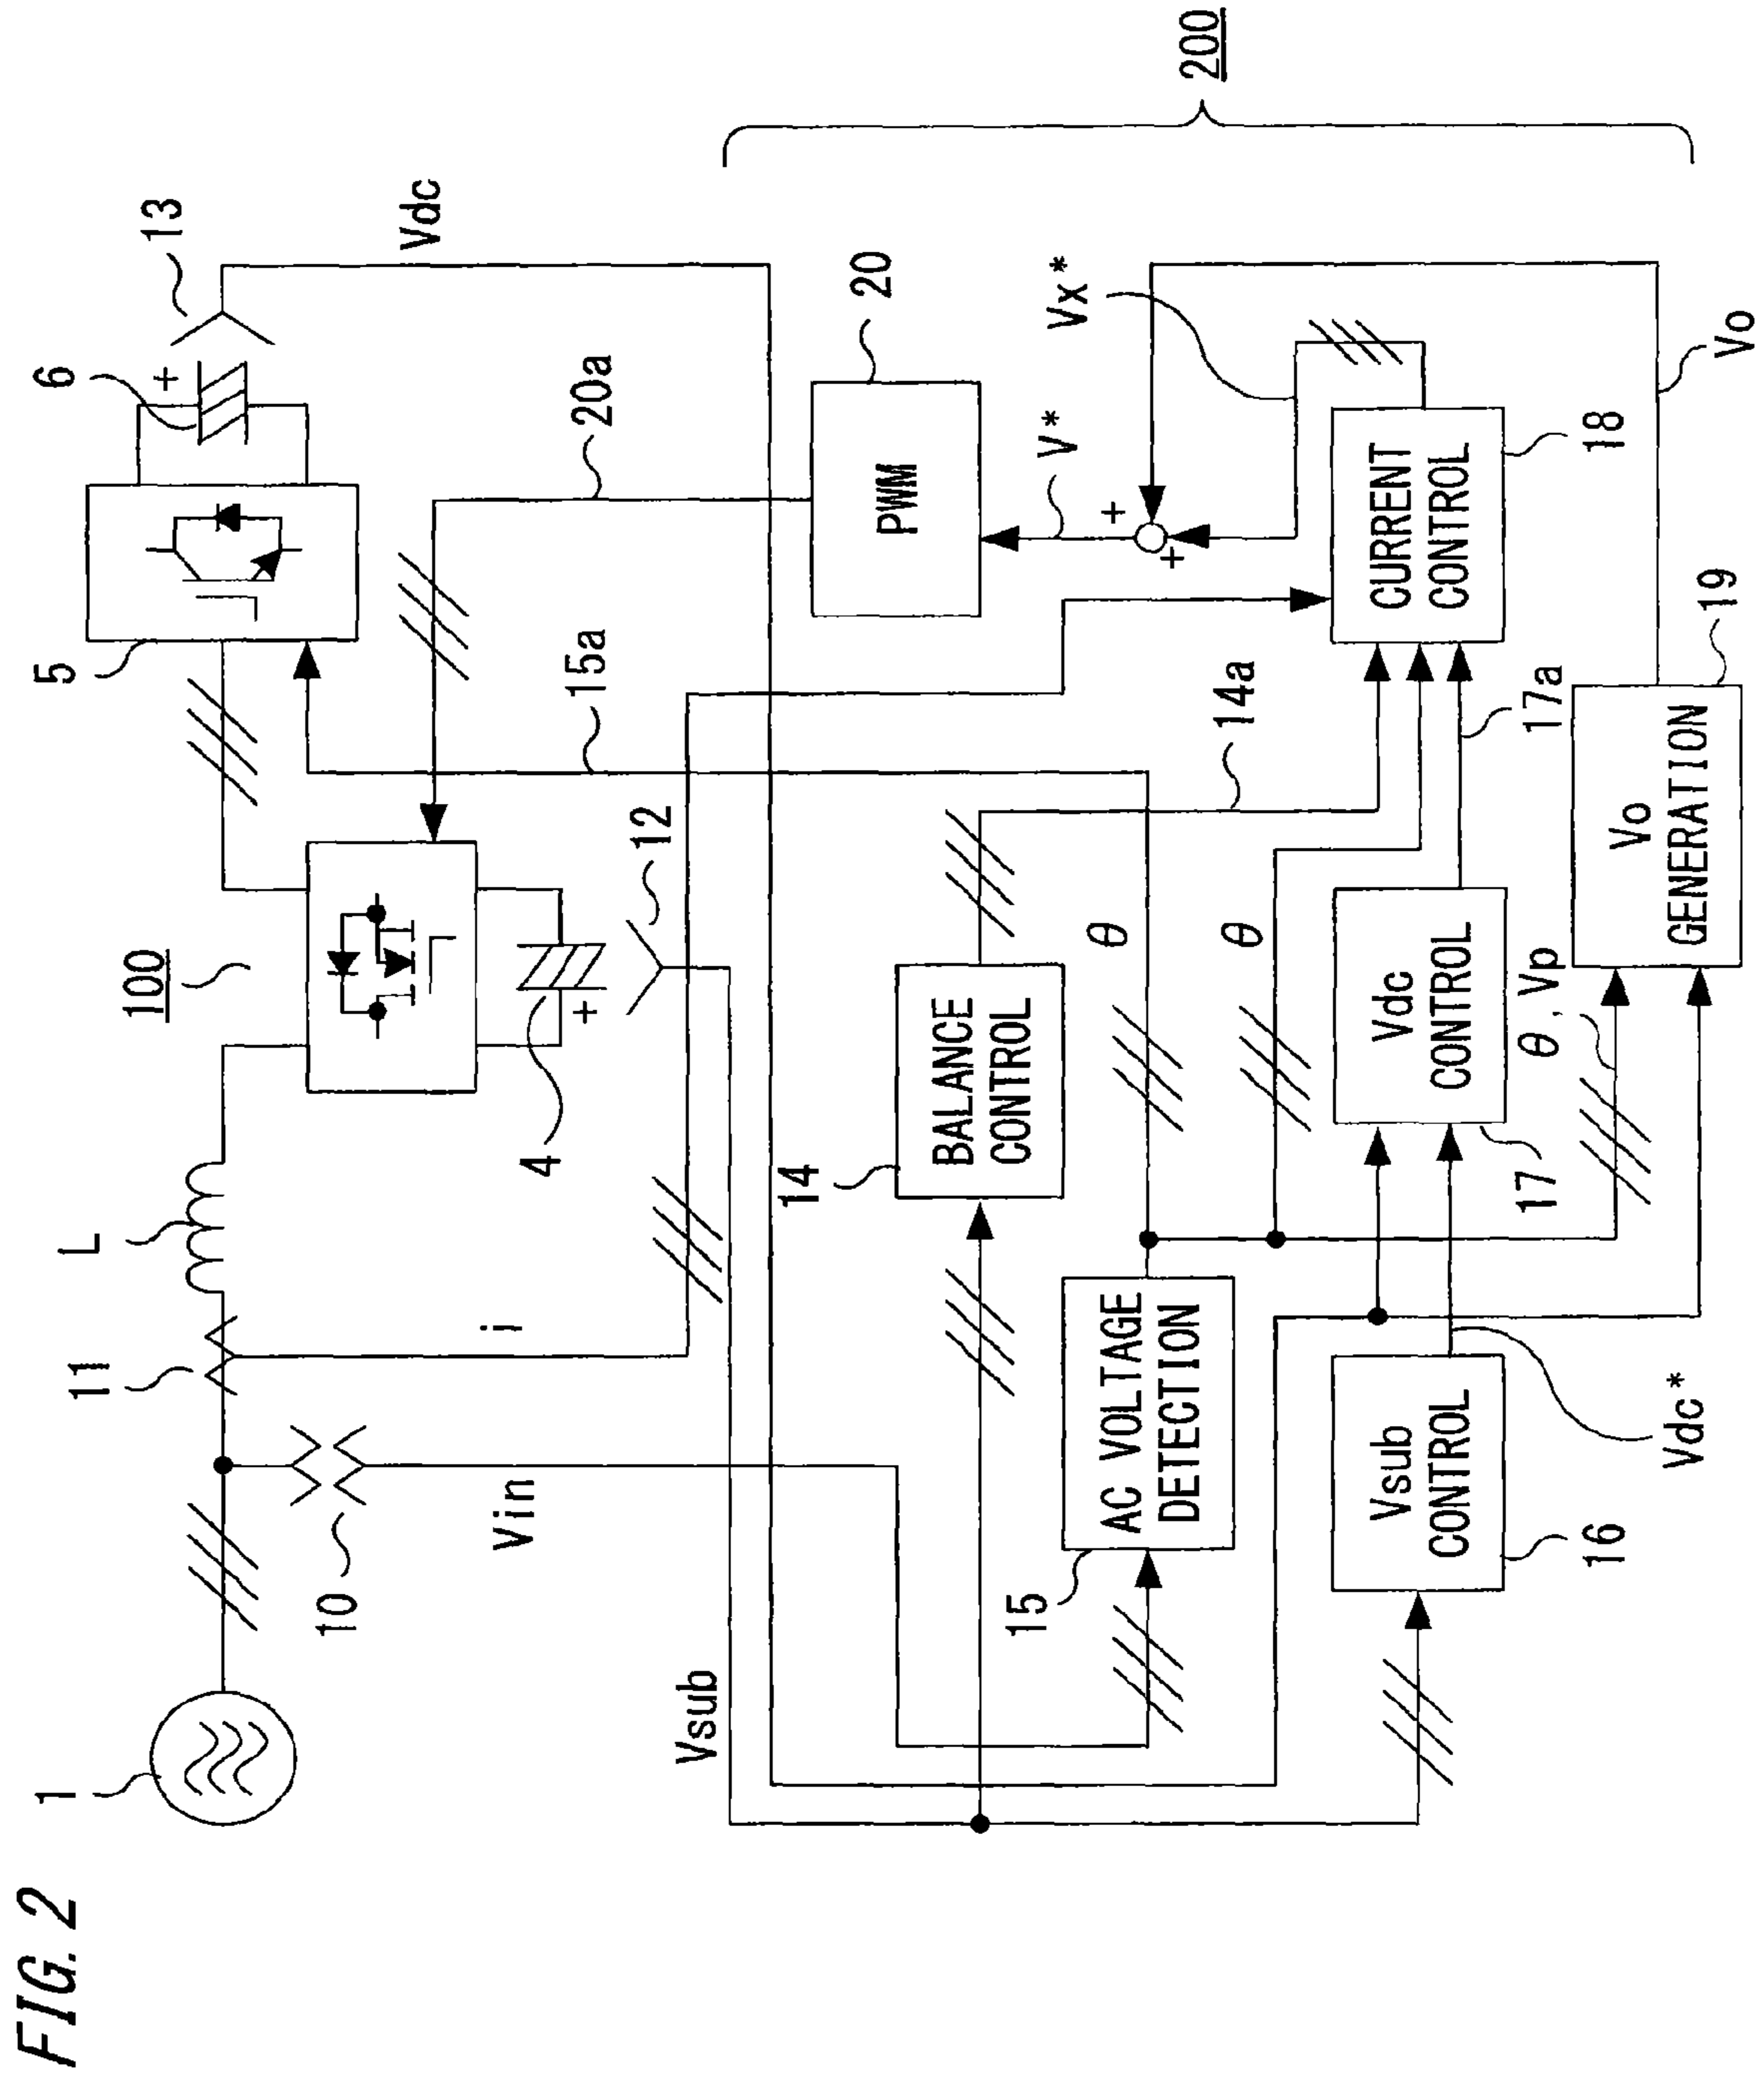 FIG. 2
1
10
11
L
100
5
6
+
13
Vin
i
4
+
12
15a
20a
Vdc
Vsub
14
BALANCE
CONTROL
PWM
20
200
15
AC VOLTAGE
DETECTION
θ
14a
V*
+
+
Vx*
θ
Vsub
CONTROL
16
Vdc
CONTROL
17
CURRENT
CONTROL
18
Vdc*
θ, Vp
17a
Vo
GENERATION
19
Vo